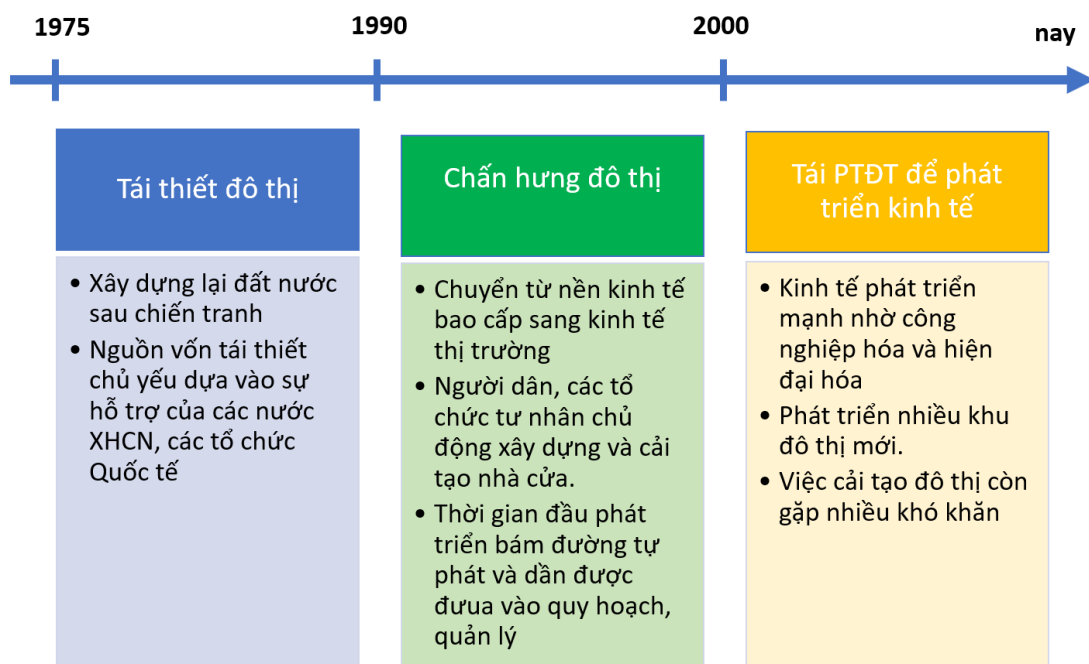 1975
1990
2000
nay
Tái thiết đô thị
• Xây dựng lại đất nước
sau chiến tranh
• Nguồn vốn tái thiết
chủ yếu dựa vào sự
hỗ trợ của các nước
XHCN, các tổ chức
Quốc tế
Chấn hưng đô thị
• Chuyển từ nền kinh tế
bao cấp sang kinh tế
thị trường
• Người dân, các tổ
chức tư nhân chủ
động xây dựng và cải
tạo nhà cửa.
• Thời gian đầu phát
triển bám đường tự
phát và dần được
đưua vào quy hoạch,
quản lý
Tái PTĐT để phát
triển kinh tế
• Kinh tế phát triển
mạnh nhờ công
nghiệp hóa và hiện
đại hóa
• Phát triển nhiều khu
đô thị mới.
• Việc cải tạo đô thị còn
gặp nhiều khó khăn